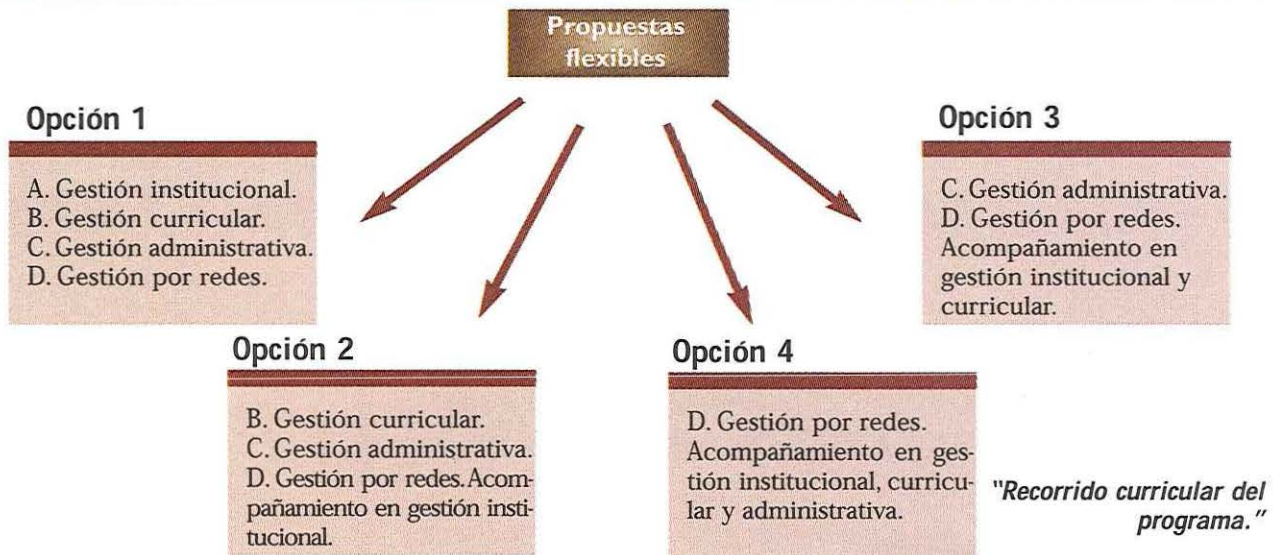 Propuestas
flexibles
Opción 1
A. Gestión institucional.
B. Gestión curricular.
C. Gestión administrativa.
D. Gestión por redes.
Opción 3
C. Gestión administrativa.
D. Gestión por redes.
Acompañamiento en
gestión institucional y
curricular.
Opción 2
B. Gestión curricular.
C. Gestión administrativa.
D. Gestión por redes. Acom-
pañamiento en gestión insti-
tucional.
Opción 4
D. Gestión por redes.
Acompañamiento en ges-
tión institucional, curricu-
lar y administrativa.
"Recorrido curricular del
programa."